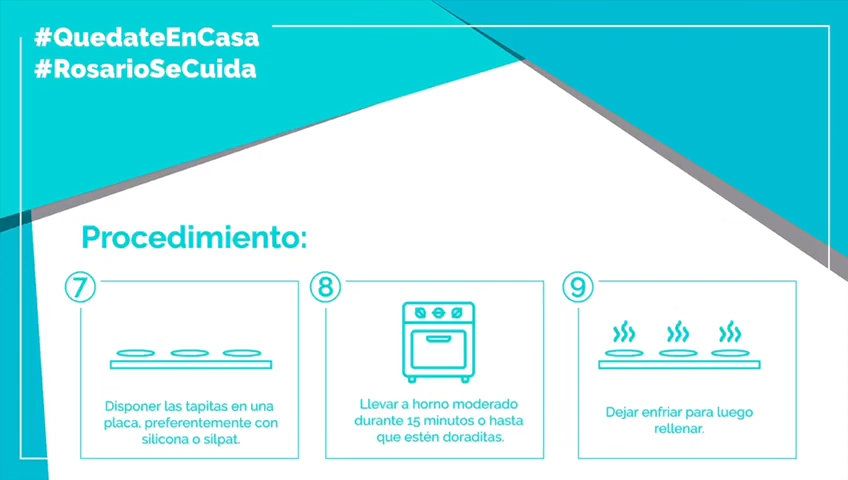 #QuedateEnCasa
#RosarioSeCuida
Procedimiento:
7
Disponer las tapitas en una
placa, preferentemente con
silicona o silpat.
8
Llevar a horno moderado
durante 15 minutos o hasta
que estén doraditas.
9
Dejar enfriar para luego
rellenar.